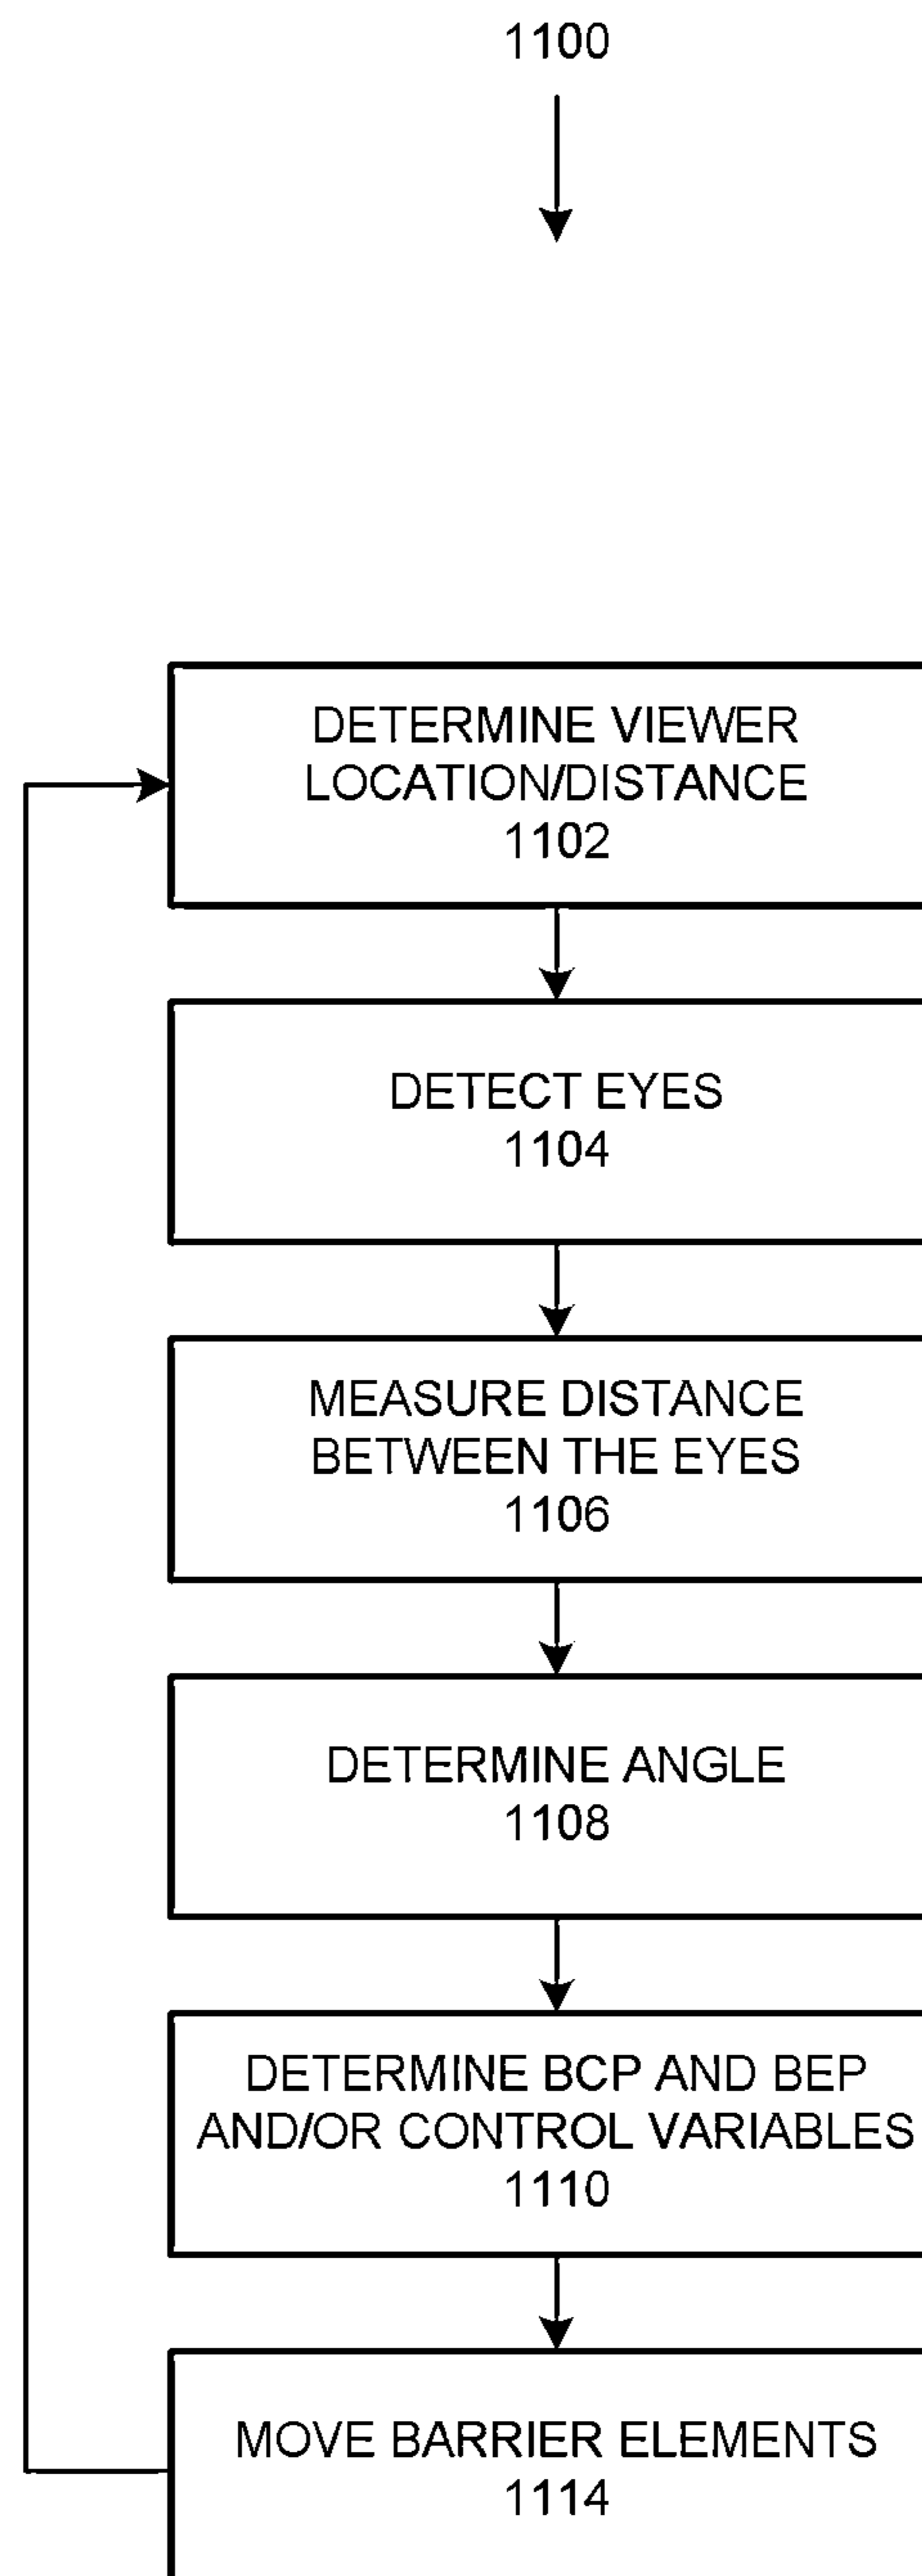 1100
DETERMINE VIEWER
LOCATION/DISTANCE
1102
DETECT EYES
1104
MEASURE DISTANCE
BETWEEN THE EYES
1106
DETERMINE ANGLE
1108
DETERMINE BCP AND BEP
AND/OR CONTROL VARIABLES
1110
MOVE BARRIER ELEMENTS
1114